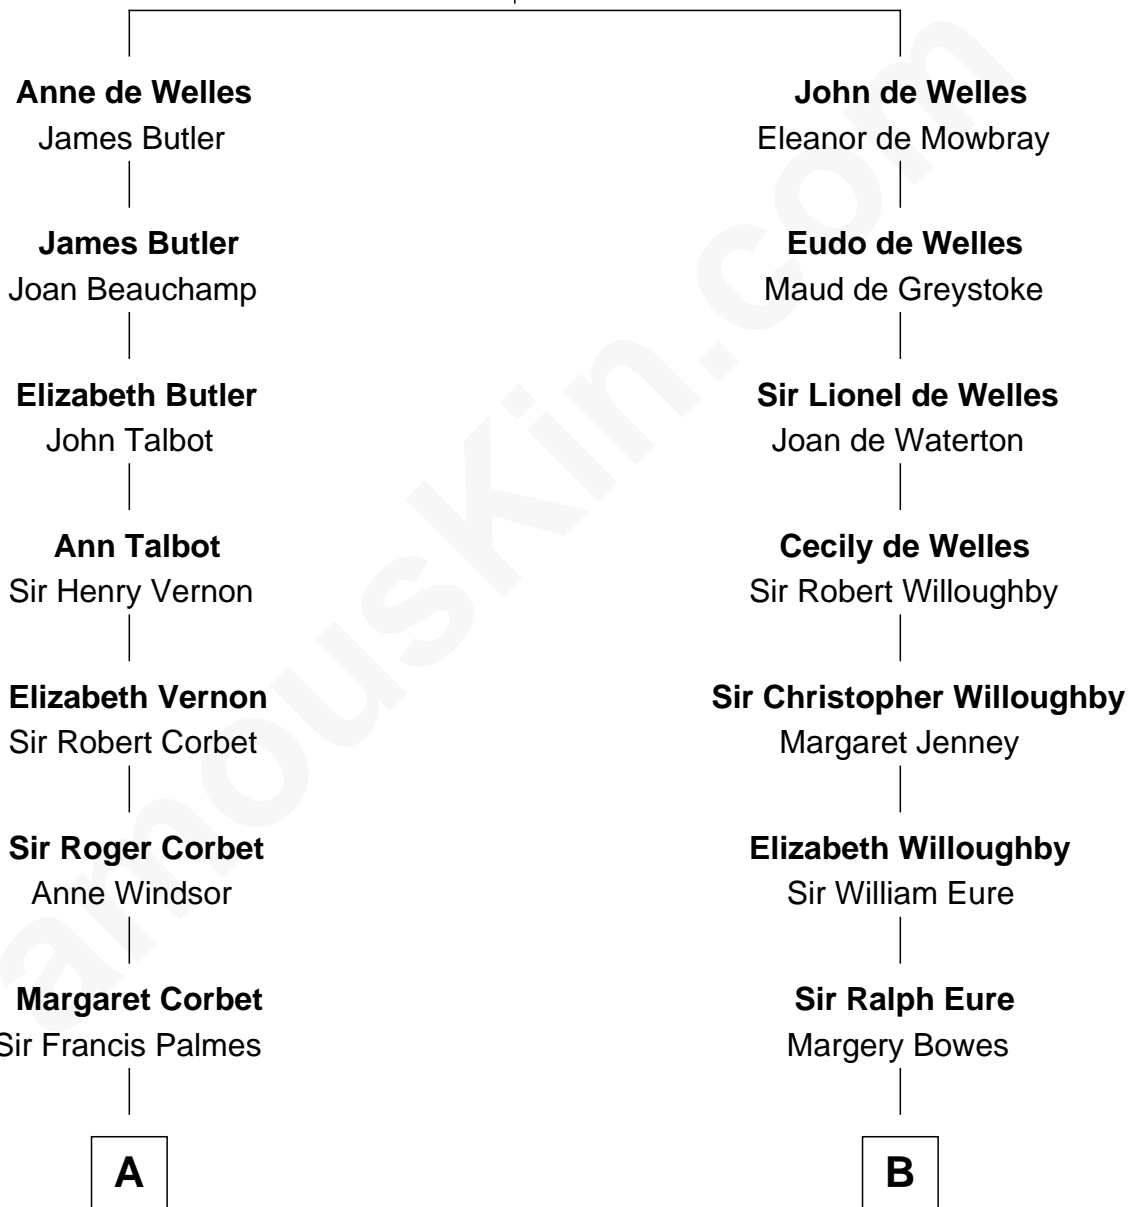 Anne de Welles
James Butler
James Butler
Joan Beauchamp
Elizabeth Butler
John Talbot
Ann Talbot
Sir Henry Vernon
Elizabeth Vernon
Sir Robert Corbet
Sir Roger Corbet
Anne Windsor
Margaret Corbet
Sir Francis Palmes
A
John de Welles
Eleanor de Mowbray
Eudo de Welles
Maud de Greystoke
Sir Lionel de Welles
Joan de Waterton
Cecily de Welles
Sir Robert Willoughby
Sir Christopher Willoughby
Margaret Jenney
Elizabeth Willoughby
Sir William Eure
Sir Ralph Eure
Margery Bowes
B
amouskin.com